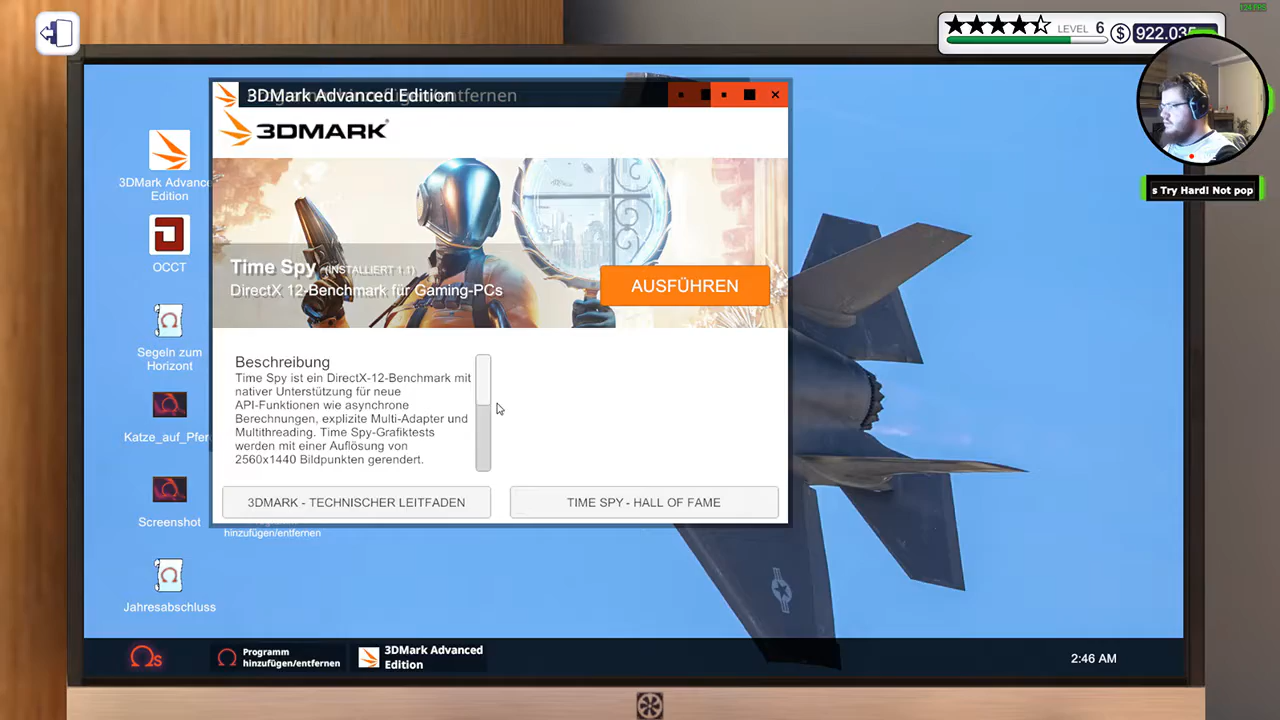 LEVEL 6
$ 922.035
s Try Hard! Not pop
3DMark Advanced Edition
3DMARK
Time Spy (INSTALLIERT 1.1)
DirectX 12-Benchmark für Gaming-PCs
AUSFÜHREN
Beschreibung
Time Spy ist ein DirectX-12-Benchmark mit
nativer Unterstützung für neue
API-Funktionen wie asynchrone
Berechnungen, explizite Multi-Adapter und
Multithreading. Time Spy-Grafiktests
werden mit einer Auflösung von
2560x1440 Bildpunkten gerendert.
3DMARK - TECHNISCHER LEITFADEN
TIME SPY - HALL OF FAME
3DMark Advance
Edition
OCCT
Segeln zum
Horizont
Katze_auf_Pfer
Screenshot
Jahresabschluss
hinzufügen/entfernen
Ωs
Programm
hinzufügen/entfernen
3DMark Advanced
Edition
2:46 AM